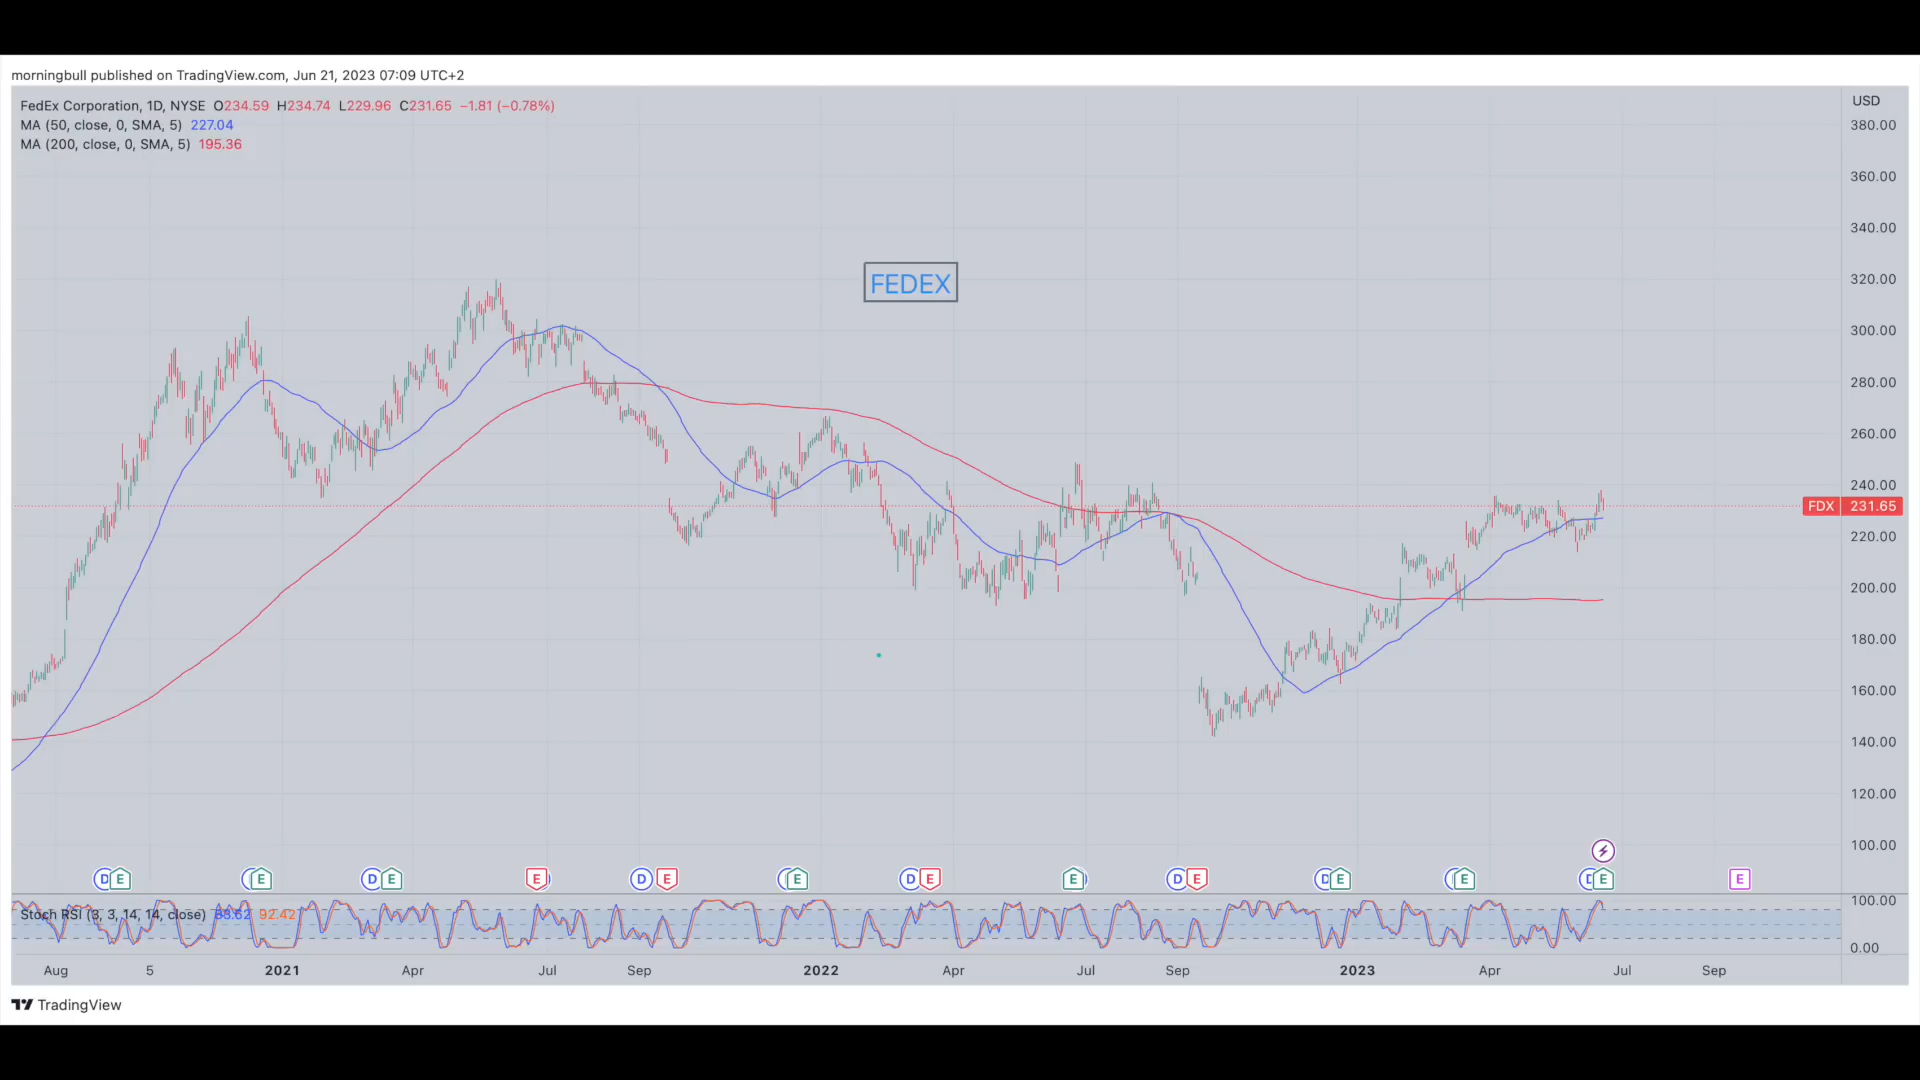 morningbull published on TradingView.com, Jun 21, 2023 07:09 UTC+2
FedEx Corporation, 1D, NYSE O234.59 H234.74 L229.96 C231.65 −1.81 (−0.78%)
MA (50, close, 0, SMA, 5) 227.04
MA (200, close, 0, SMA, 5) 195.36
USD
380.00
360.00
340.00
320.00
FEDEX
300.00
280.00
260.00
240.00
FDX 231.65
220.00
200.00
180.00
160.00
140.00
120.00
100.00
D E E D E E D E E D E E D E D E E D E E
Stoch RSI (3, 3, 14, 14, close) 92.42
100.00
0.00
Aug 5 2021 Apr Jul Sep 2022 Apr Jul Sep 2023 Apr Jul Sep
TradingView